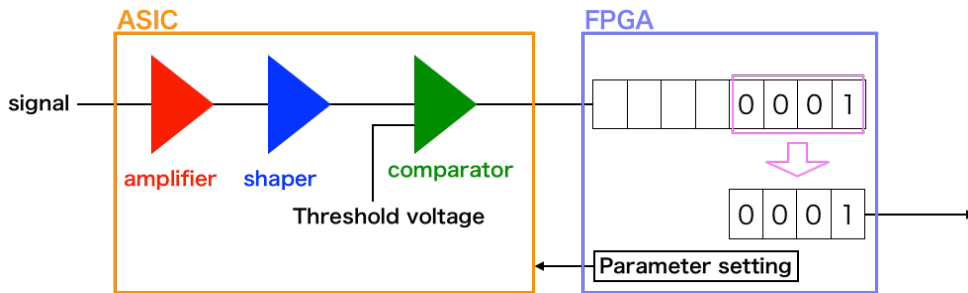 ASIC
FPGA
signal
0 0 0 1
amplifier
shaper
comparator
Threshold voltage
0 0 0 1
Parameter setting